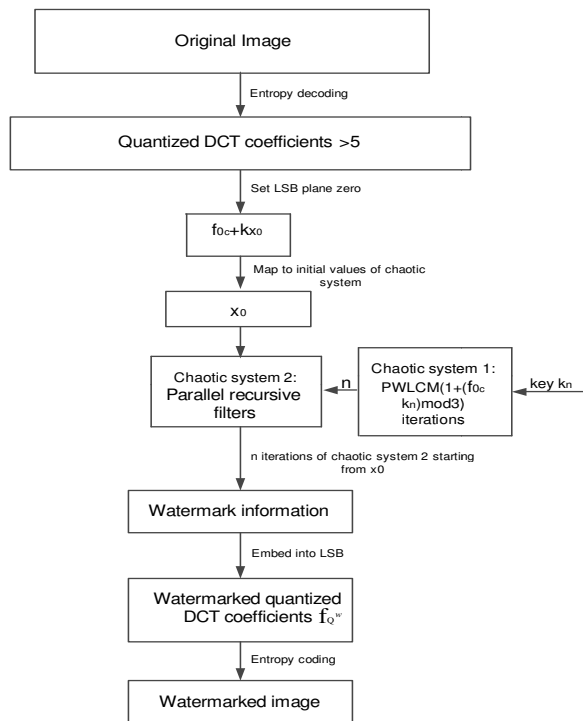 Original Image
Entropy decoding
Quantized DCT coefficients >5
Set LSB plane zero
f0c+kx0
Map to initial values of chaotic
system
x0
Chaotic system 2:
Parallel recursive
filters
n
Chaotic system 1:
PWLCM(1+(f0c
kn)mod3)
iterations
key kn
n iterations of chaotic system 2 starting
from x0
Watermark information
Embed into LSB
Watermarked quantized
DCT coefficients fQw
Entropy coding
Watermarked image